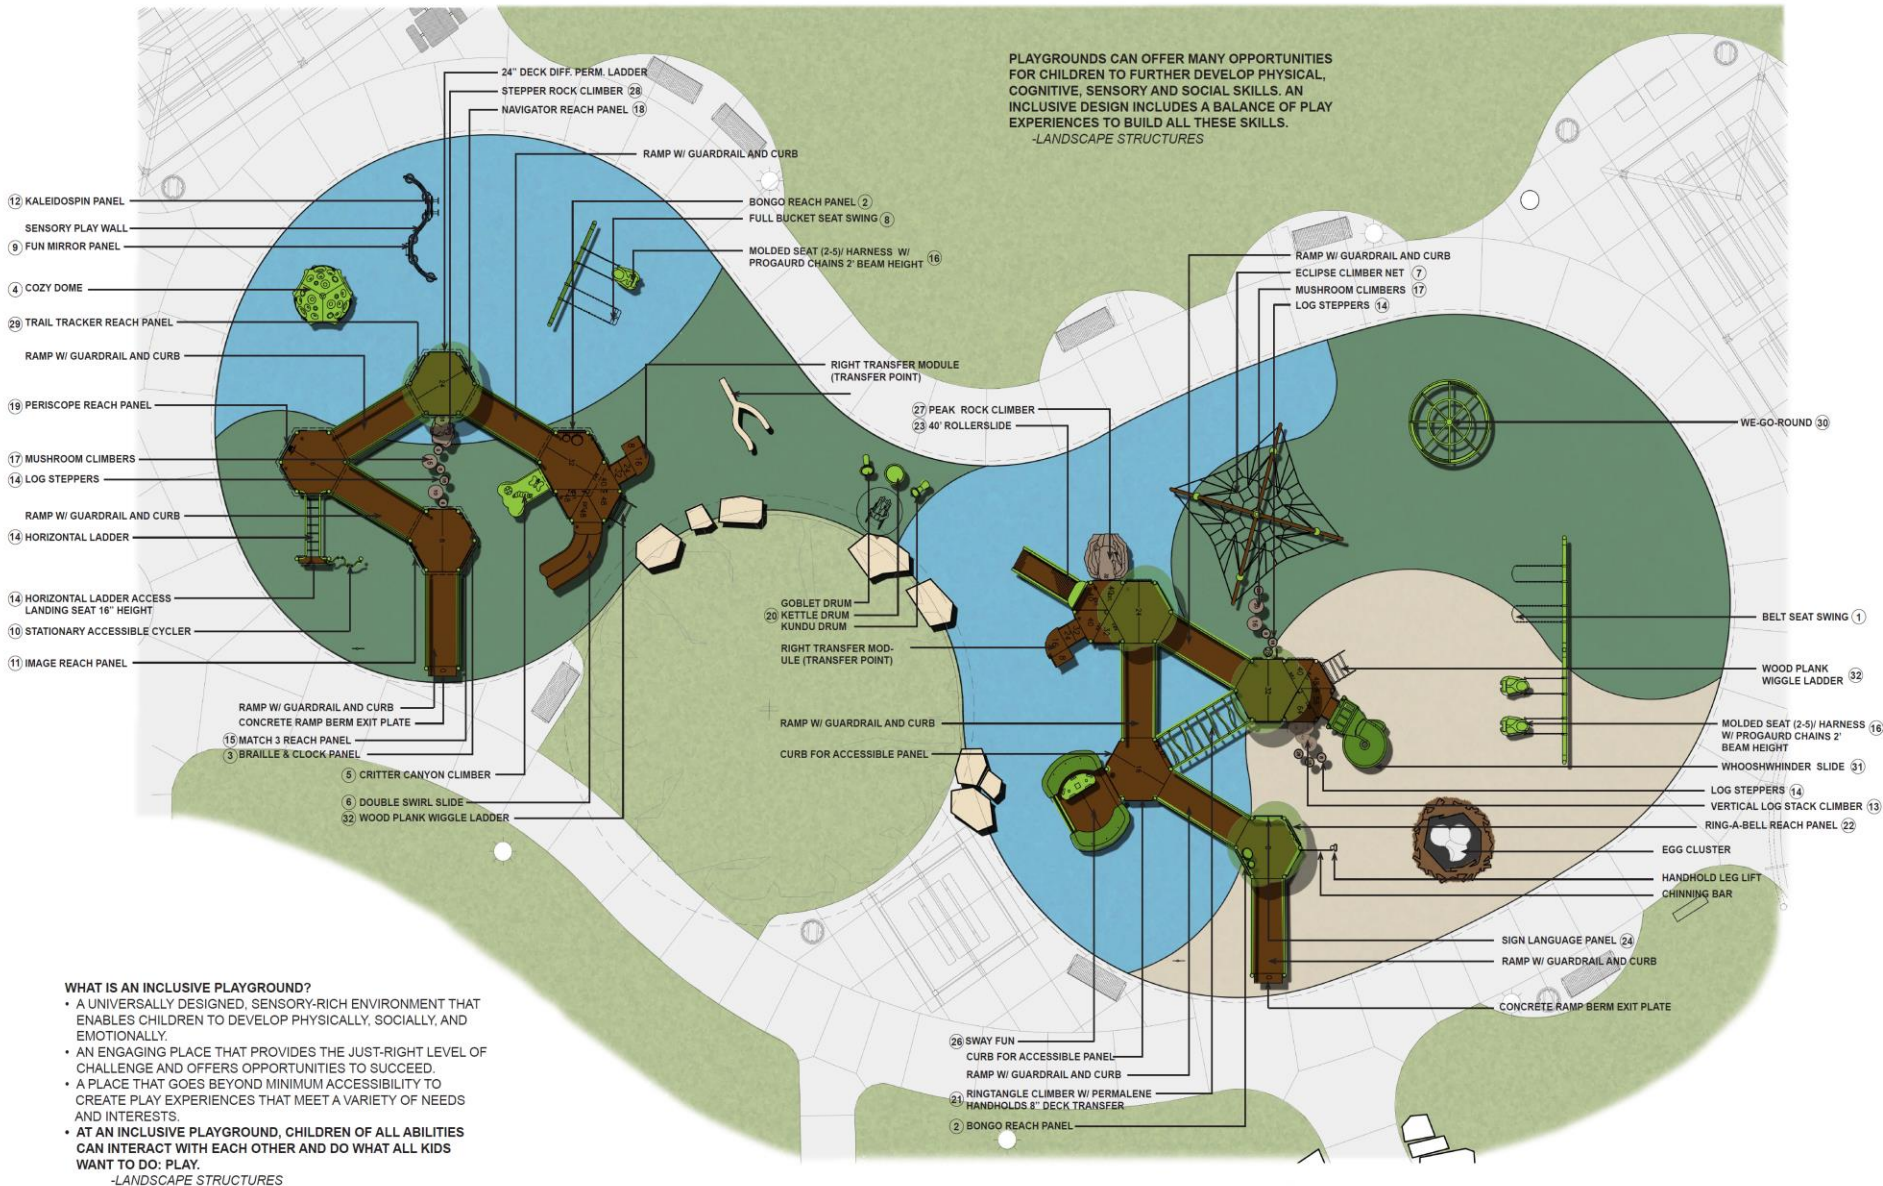 PLAYGROUNDS CAN OFFER MANY OPPORTUNITIES
FOR CHILDREN TO FURTHER DEVELOP PHYSICAL,
COGNITIVE, SENSORY AND SOCIAL SKILLS. AN
INCLUSIVE DESIGN INCLUDES A BALANCE OF PLAY
EXPERIENCES TO BUILD ALL THESE SKILLS.
-LANDSCAPE STRUCTURES
24" DECK DIFF. PERM. LADDER
STEPPER ROCK CLIMBER 28
NAVIGATOR REACH PANEL 18
RAMP W/ GUARDRAIL AND CURB
BONGO REACH PANEL 2
FULL BUCKET SEAT SWING 8
MOLDED SEAT (2-5)/ HARNESS W/
PROGAURD CHAINS 2' BEAM HEIGHT 16
RIGHT TRANSFER MODULE
(TRANSFER POINT)
12 KALEIDOSPIN PANEL
SENSORY PLAY WALL
9 FUN MIRROR PANEL
4 COZY DOME
29 TRAIL TRACKER REACH PANEL
RAMP W/ GUARDRAIL AND CURB
19 PERISCOPE REACH PANEL
17 MUSHROOM CLIMBERS
14 LOG STEPPERS
RAMP W/ GUARDRAIL AND CURB
14 HORIZONTAL LADDER
14 HORIZONTAL LADDER ACCESS
LANDING SEAT 16" HEIGHT
10 STATIONARY ACCESSIBLE CYCLER
11 IMAGE REACH PANEL
RAMP W/ GUARDRAIL AND CURB
CONCRETE RAMP BERM EXIT PLATE
15 MATCH 3 REACH PANEL
3 BRAILLE & CLOCK PANEL
5 CRITTER CANYON CLIMBER
6 DOUBLE SWIRL SLIDE
32 WOOD PLANK WIGGLE LADDER
RAMP W/ GUARDRAIL AND CURB
ECLIPSE CLIMBER NET 7
MUSHROOM CLIMBERS 17
LOG STEPPERS 14
27 PEAK ROCK CLIMBER
23 40' ROLLERSLIDE
GOBLET DRUM
20 KETTLE DRUM
KUNDU DRUM
RIGHT TRANSFER MOD-
ULE (TRANSFER POINT)
RAMP W/ GUARDRAIL AND CURB
CURB FOR ACCESSIBLE PANEL
WE-GO-ROUND 30
BELT SEAT SWING 1
WOOD PLANK
WIGGLE LADDER 32
MOLDED SEAT (2-5)/ HARNESS 16
W/ PROGAURD CHAINS 2'
BEAM HEIGHT
WHOOSHWHINDER SLIDE 31
LOG STEPPERS 14
VERTICAL LOG STACK CLIMBER 13
RING-A-BELL REACH PANEL 22
EGG CLUSTER
HANDHOLD LEG LIFT
CHINNING BAR
SIGN LANGUAGE PANEL 24
RAMP W/ GUARDRAIL AND CURB
CONCRETE RAMP BERM EXIT PLATE
26 SWAY FUN
CURB FOR ACCESSIBLE PANEL
RAMP W/ GUARDRAIL AND CURB
21 RINGTANGLE CLIMBER W/ PERMALENE
HANDHOLDS 8" DECK TRANSFER
2 BONGO REACH PANEL
WHAT IS AN INCLUSIVE PLAYGROUND?
• A UNIVERSALLY DESIGNED, SENSORY-RICH ENVIRONMENT THAT
ENABLES CHILDREN TO DEVELOP PHYSICALLY, SOCIALLY, AND
EMOTIONALLY.
• AN ENGAGING PLACE THAT PROVIDES THE JUST-RIGHT LEVEL OF
CHALLENGE AND OFFERS OPPORTUNITIES TO SUCCEED.
• A PLACE THAT GOES BEYOND MINIMUM ACCESSIBILITY TO
CREATE PLAY EXPERIENCES THAT MEET A VARIETY OF NEEDS
AND INTERESTS.
• AT AN INCLUSIVE PLAYGROUND, CHILDREN OF ALL ABILITIES
CAN INTERACT WITH EACH OTHER AND DO WHAT ALL KIDS
WANT TO DO: PLAY.
-LANDSCAPE STRUCTURES